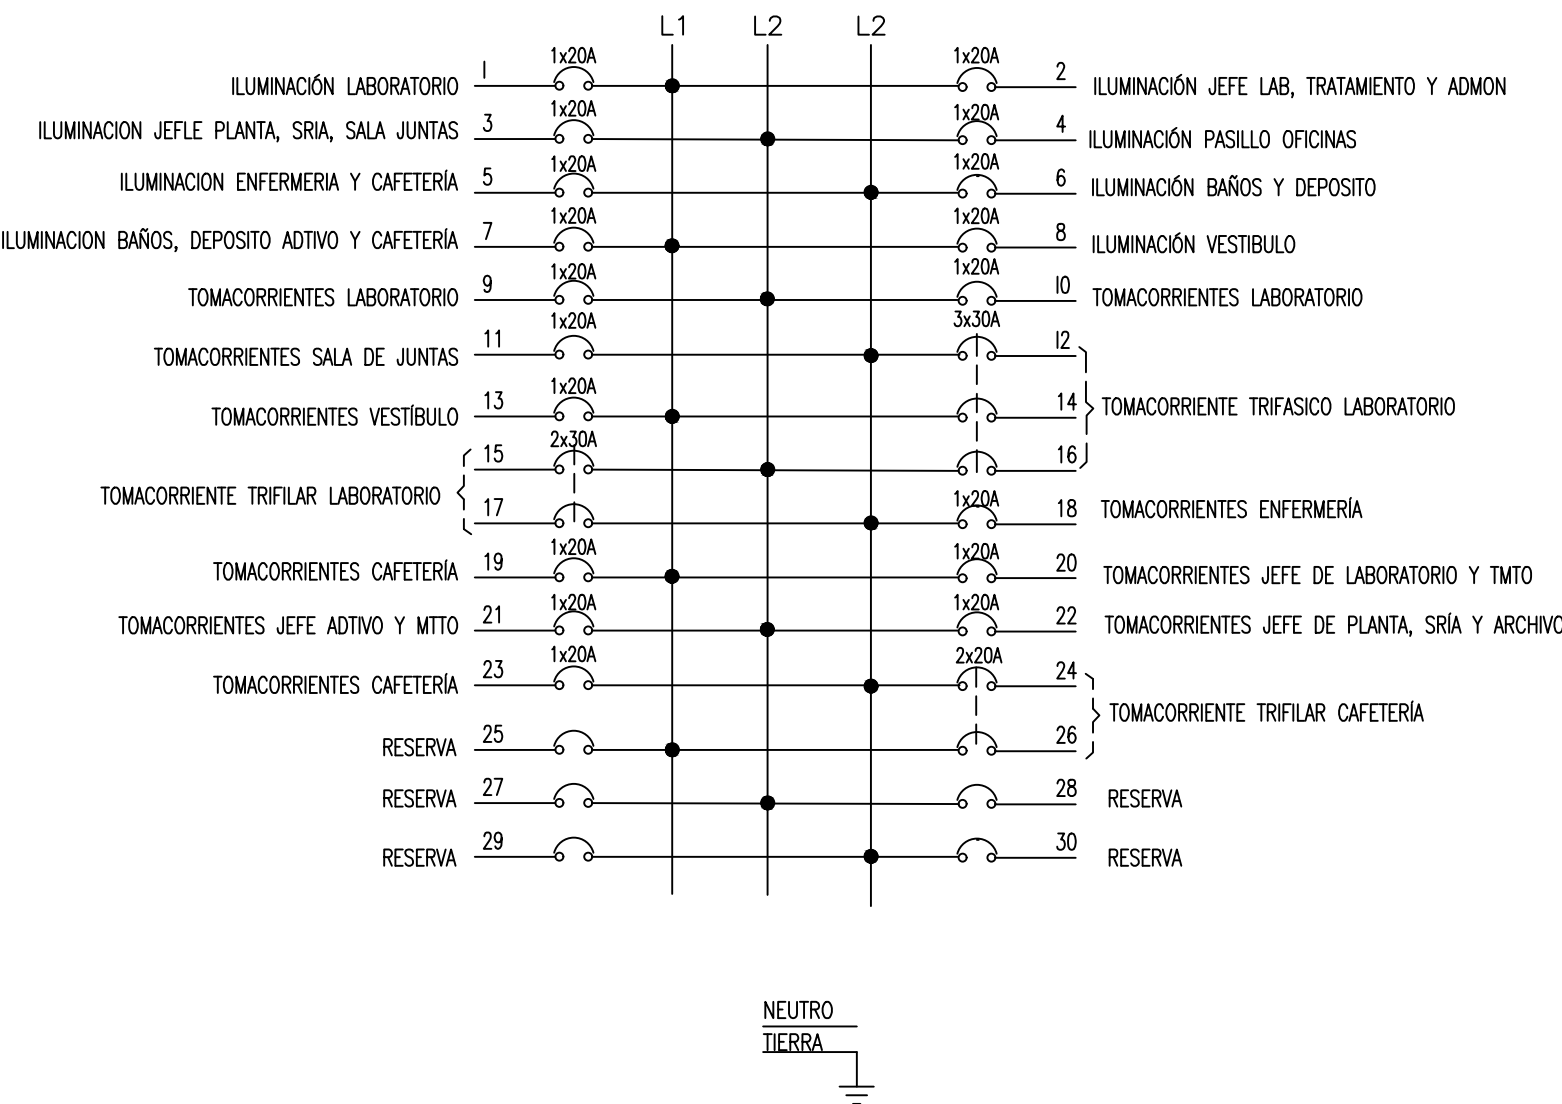 L1 L2 L2
1x20A 1x20A
ILUMINACIÓN LABORATORIO 1 2 ILUMINACIÓN JEFE LAB, TRATAMIENTO Y ADMON
1x20A 1x20A
ILUMINACION JEFLE PLANTA, SRIA, SALA JUNTAS 3 4 ILUMINACIÓN PASILLO OFICINAS
1x20A 1x20A
ILUMINACION ENFERMERIA Y CAFETERÍA 5 6 ILUMINACIÓN BAÑOS Y DEPOSITO
1x20A 1x20A
ILUMINACION BAÑOS, DEPOSITO ADTIVO Y CAFETERÍA 7 8 ILUMINACIÓN VESTIBULO
1x20A 1x20A
TOMACORRIENTES LABORATORIO 9 10 TOMACORRIENTES LABORATORIO
1x20A 3x30A
TOMACORRIENTES SALA DE JUNTAS 11 12
1x20A
TOMACORRIENTES VESTÍBULO 13 14 TOMACORRIENTE TRIFASICO LABORATORIO
2x30A
15 16
TOMACORRIENTE TRIFILAR LABORATORIO
1x20A
17 18 TOMACORRIENTES ENFERMERÍA
1x20A 1x20A
TOMACORRIENTES CAFETERÍA 19 20 TOMACORRIENTES JEFE DE LABORATORIO Y TMTO
1x20A 1x20A
TOMACORRIENTES JEFE ADTIVO Y MTTO 21 22 TOMACORRIENTES JEFE DE PLANTA, SRÍA Y ARCHIVO
1x20A 2x20A
TOMACORRIENTES CAFETERÍA 23 24
TOMACORRIENTE TRIFILAR CAFETERÍA
RESERVA 25 26
RESERVA 27 28 RESERVA
RESERVA 29 30 RESERVA
NEUTRO
TIERRA